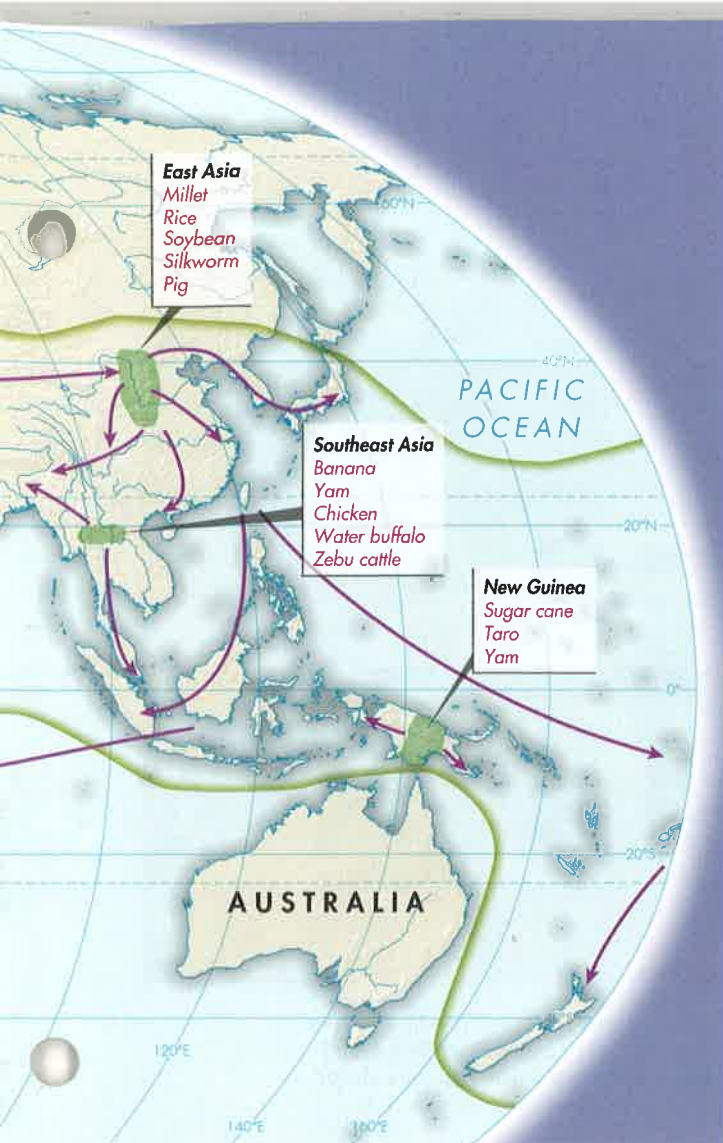 East Asia
Millet
Rice
Soybean
Silkworm
Pig
60°N
40°N
PACIFIC
OCEAN
Southeast Asia
Banana
Yam
Chicken
Water buffalo
Zebu cattle
20°N
New Guinea
Sugar cane
Taro
Yam
0°
20°S
AUSTRALIA
120°E
140°E
160°E